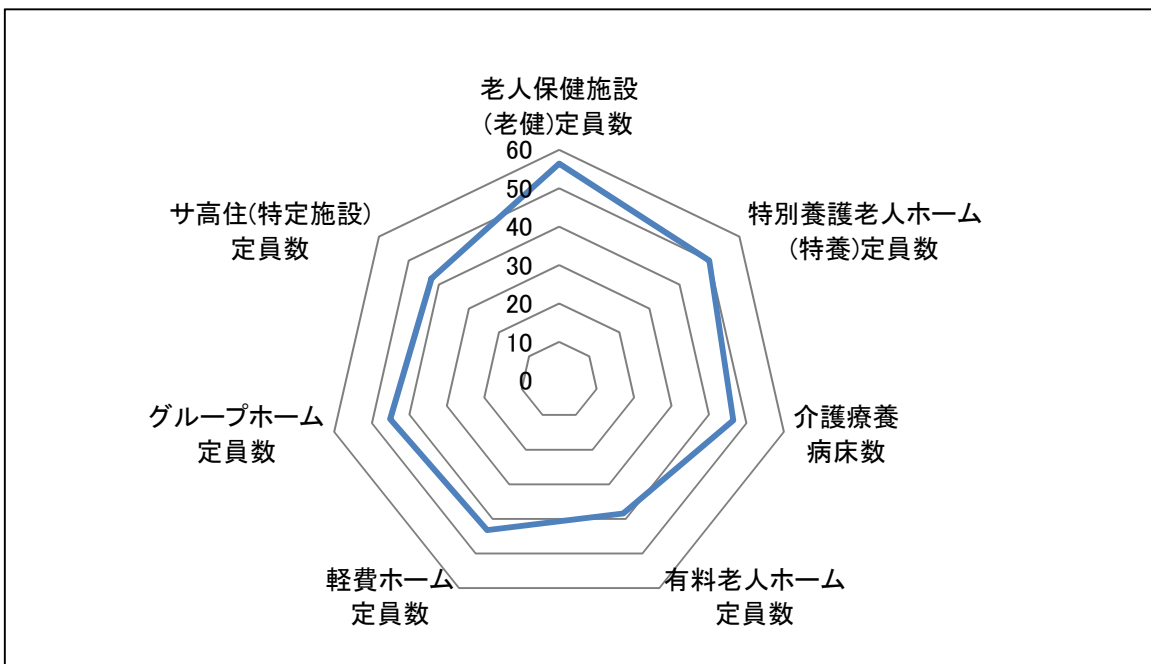 老人保健施設
(老健)定員数
60
50
40
30
20
10
0
特別養護老人ホーム
(特養)定員数
介護療養
病床数
有料老人ホーム
定員数
軽費ホーム
定員数
グループホーム
定員数
サ高住(特定施設)
定員数